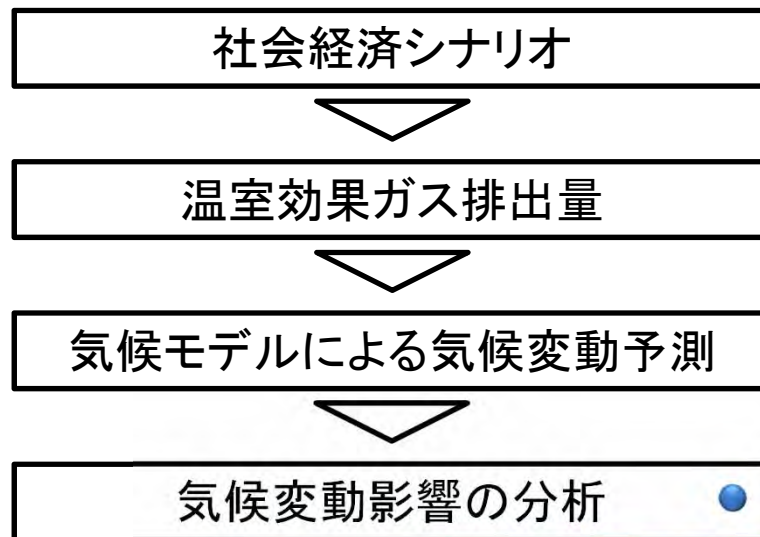 社会経済シナリオ
温室効果ガス排出量
気候モデルによる気候変動予測
気候変動影響の分析